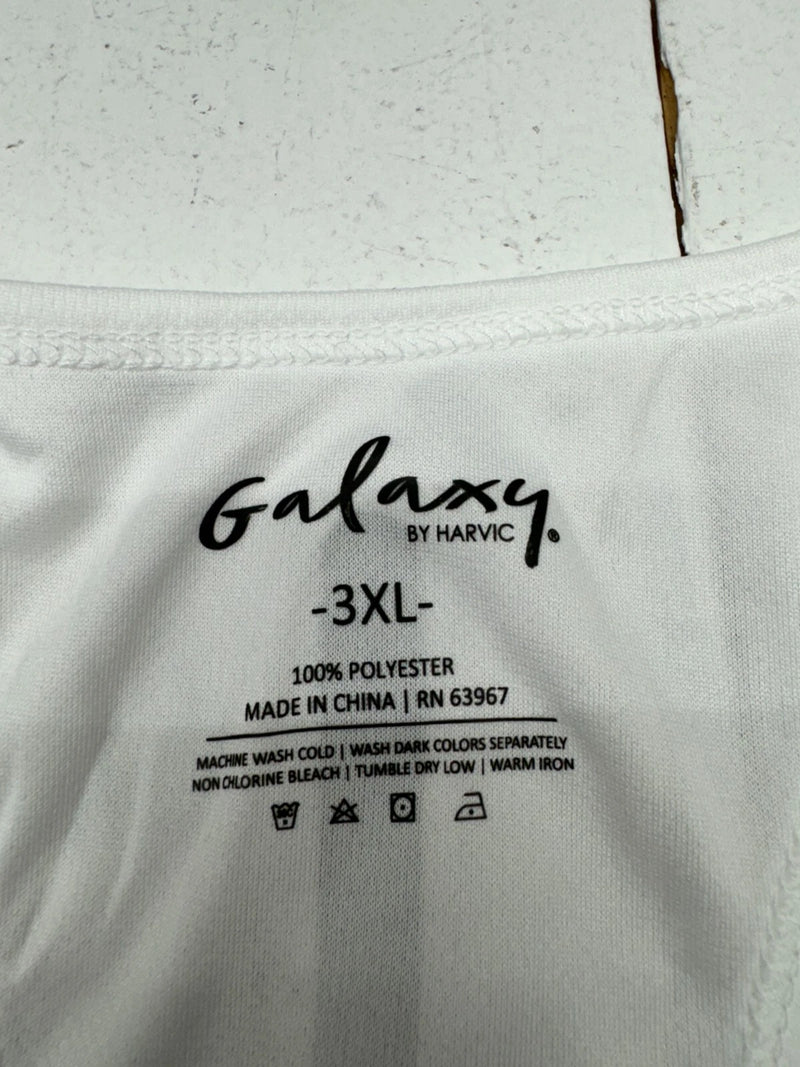 Galaxy®
BY HARVIC
-3XL-
100% POLYESTER
MADE IN CHINA | RN 63967
MACHINE WASH COLD | WASH DARK COLORS SEPARATELY
NON CHLORINE BLEACH | TUMBLE DRY LOW | WARM IRON